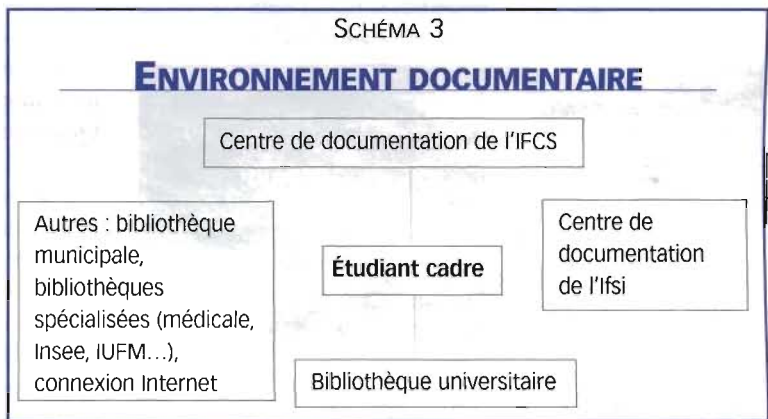 SCHÉMA 3
ENVIRONNEMENT DOCUMENTAIRE
Centre de documentation de l'IFCS
Autres : bibliothèque
municipale,
bibliothèques
spécialisées (médicale,
Insee, IUFM...),
connexion Internet
Étudiant cadre
Centre de
documentation
de l'Ifsi
Bibliothèque universitaire